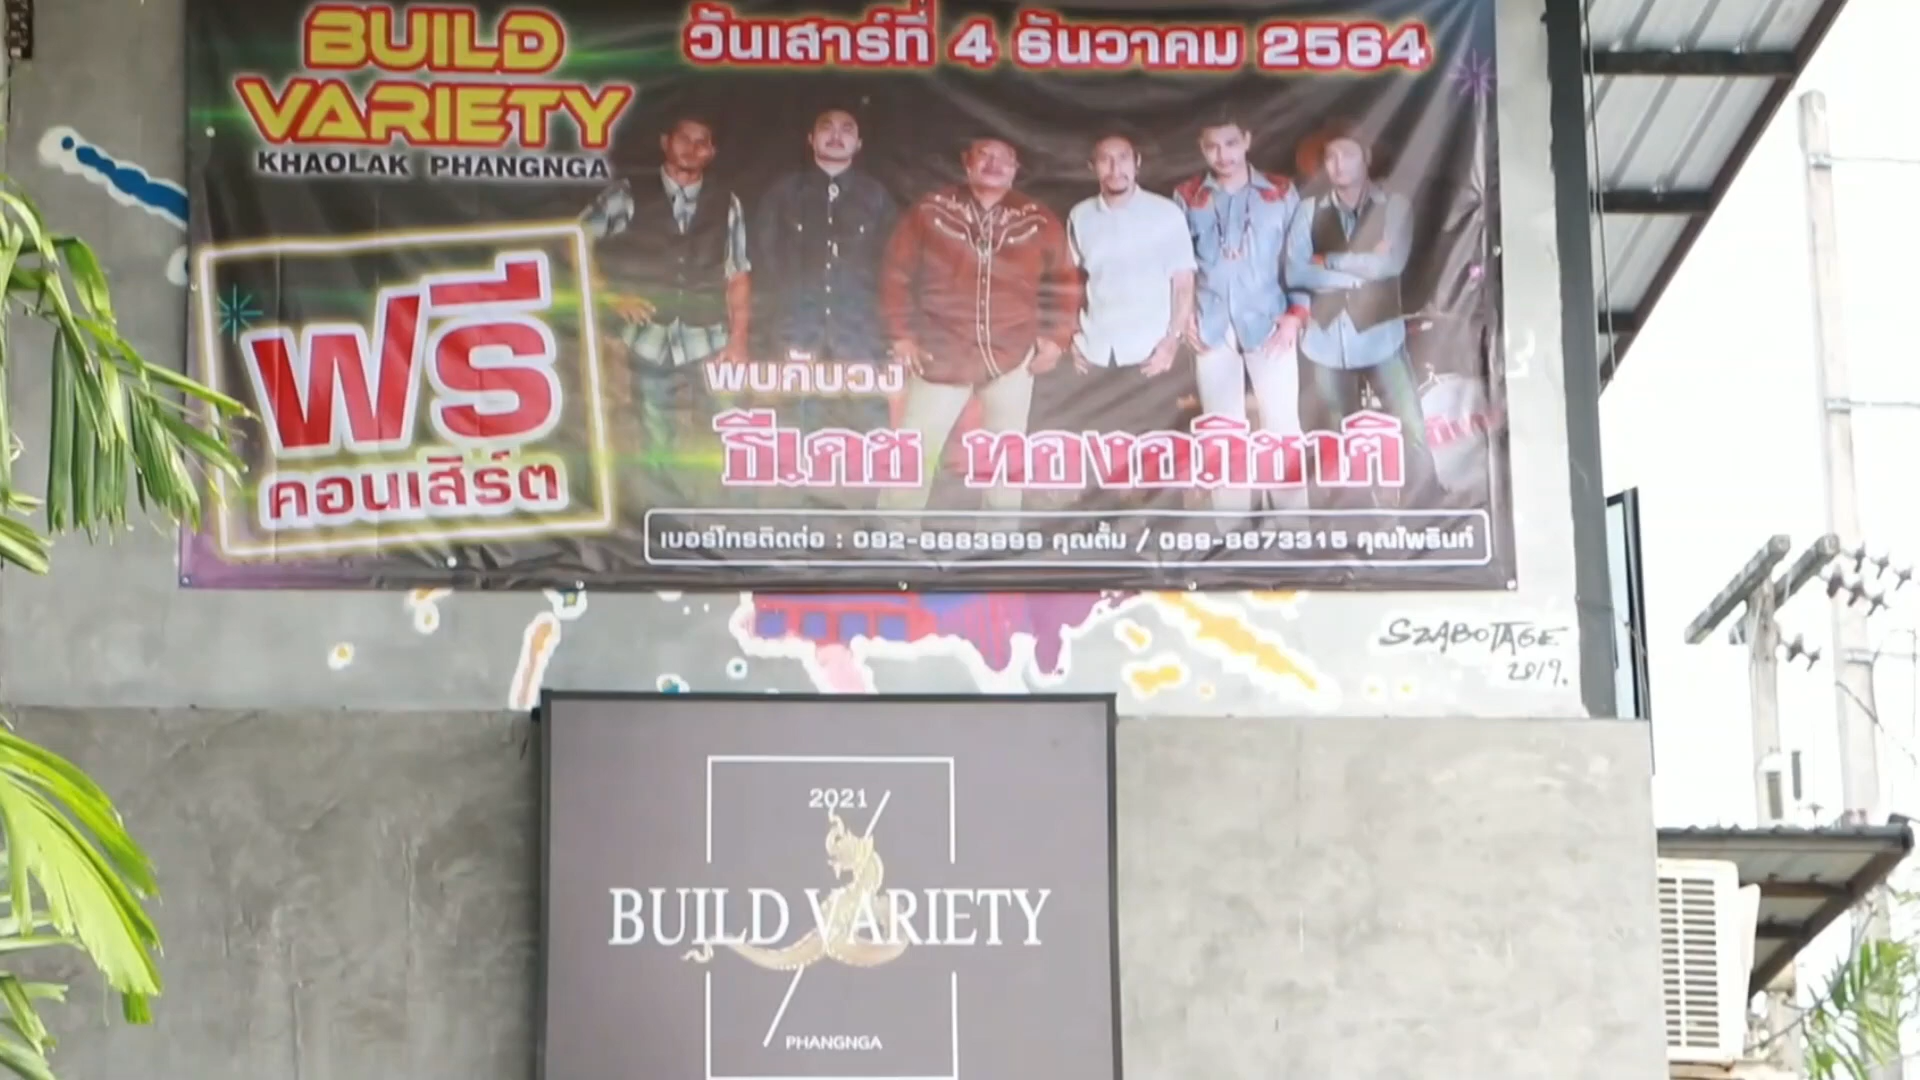 BUILD
VARIETY
KHAOLAK PHANGNGA
วันเสาร์ที่ 4 ธันวาคม 2564
ฟรี
คอนเสิร์ต
พบกับวง
ธีเดช ทองอภิชาติ
เบอร์โทรติดต่อ : 092-6683999 คุณตั้ม / 089-8673315 คุณไพรินท์
SZABOTAGE
2019.
2021
BUILD VARIETY
PHANGNGA